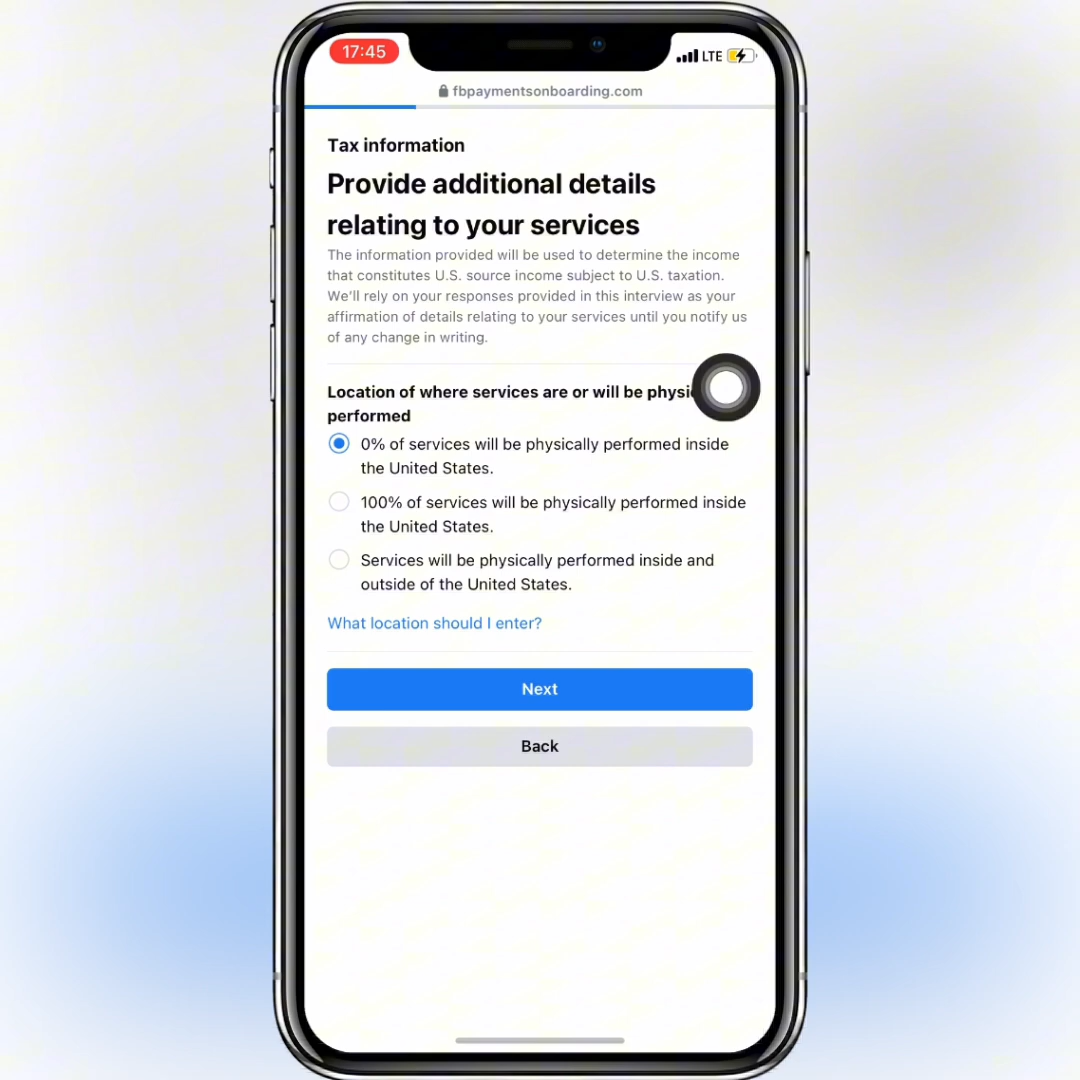 17:45
LTE
fbpaymentsonboarding.com
Tax information
Provide additional details
relating to your services
The information provided will be used to determine the income
that constitutes U.S. source income subject to U.S. taxation.
We'll rely on your responses provided in this interview as your
affirmation of details relating to your services until you notify us
of any change in writing.
Location of where services are or will be
performed
0% of services will be physically performed inside
the United States.
100% of services will be physically performed inside
the United States.
Services will be physically performed inside and
outside of the United States.
What location should I enter?
Next
Back